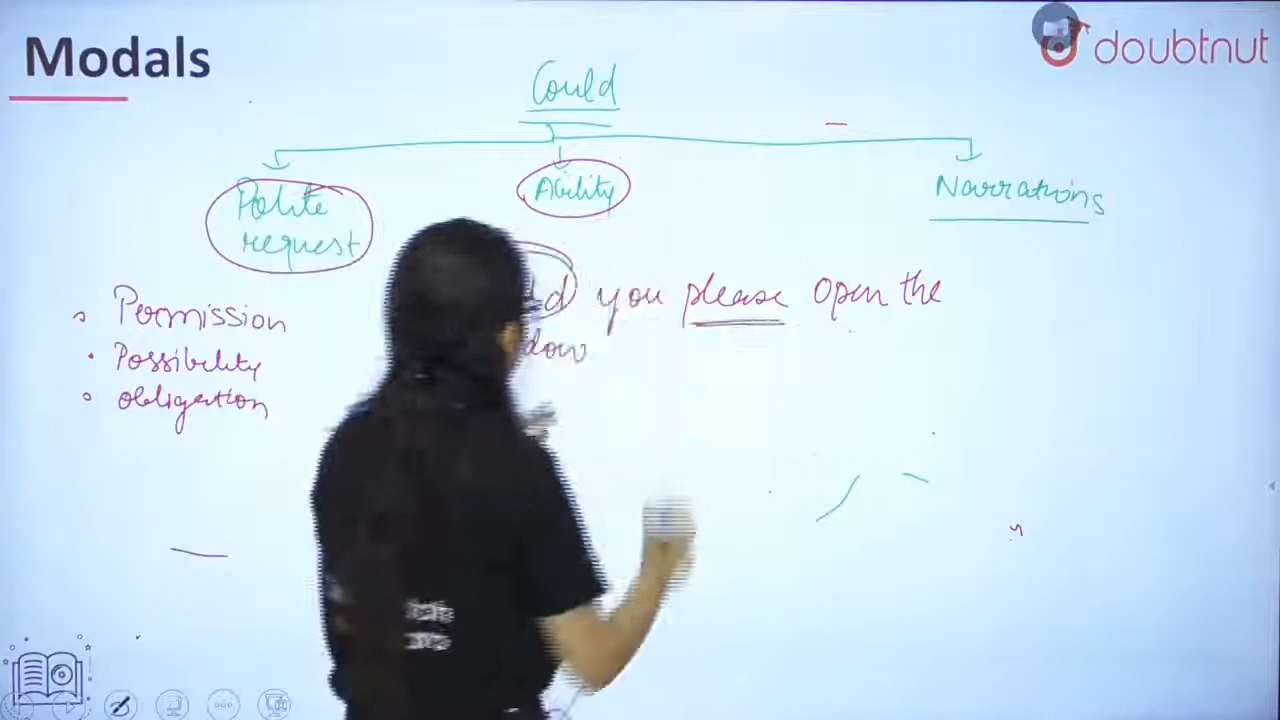 Modals
doubtnut
Could
Polite
request
Ability
Narrations
Permission
Possibility
obligation
you please open the